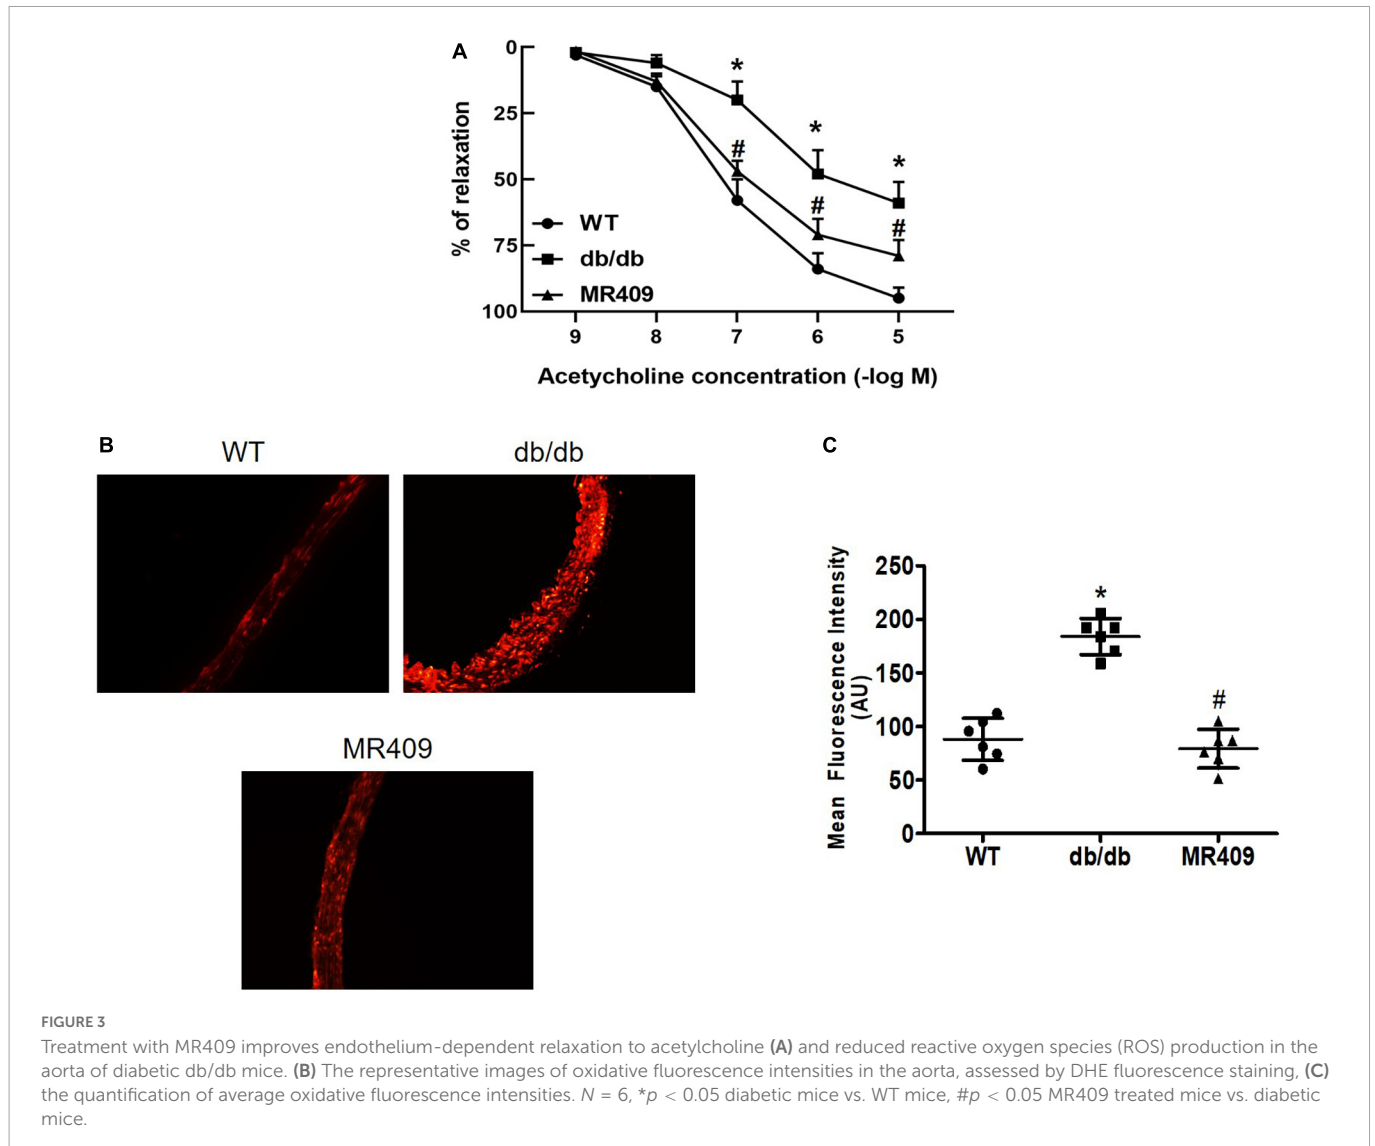 A
0
25
50
75
100
% of relaxation
*
*
*
#
#
#
WT
db/db
MR409
9 8 7 6 5
Acetycholine concentration (-log M)
B
WT
db/db
MR409
C
Mean Fluorescence Intensity
(AU)
250
200
150
100
50
0
*
#
WT db/db MR409
FIGURE 3
Treatment with MR409 improves endothelium-dependent relaxation to acetylcholine (A) and reduced reactive oxygen species (ROS) production in the
aorta of diabetic db/db mice. (B) The representative images of oxidative fluorescence intensities in the aorta, assessed by DHE fluorescence staining, (C)
the quantification of average oxidative fluorescence intensities. N = 6, *p < 0.05 diabetic mice vs. WT mice, #p < 0.05 MR409 treated mice vs. diabetic
mice.